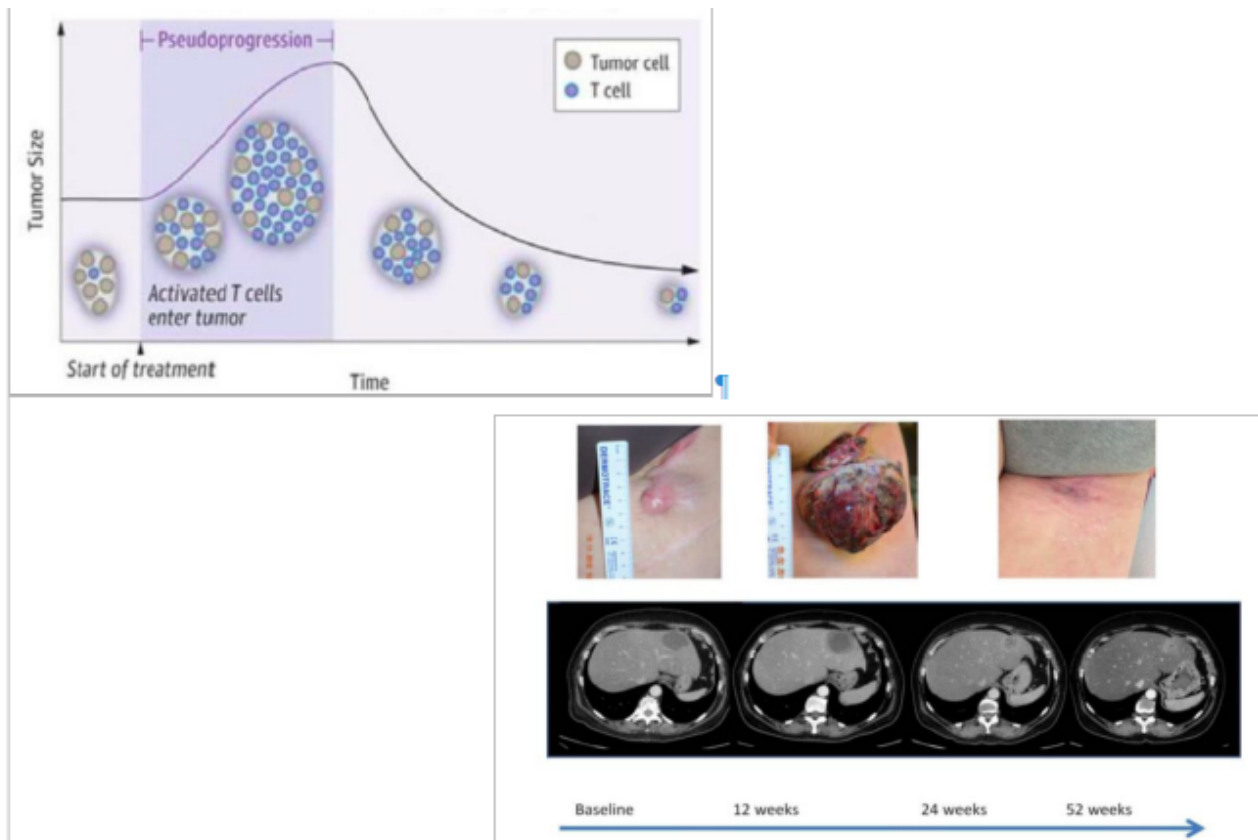 Pseudoprogression
Tumor cell
T cell
Tumor Size
Activated T cells
enter tumor
Start of treatment
Time
¶
DERMOTRACE
Baseline 12 weeks 24 weeks 52 weeks